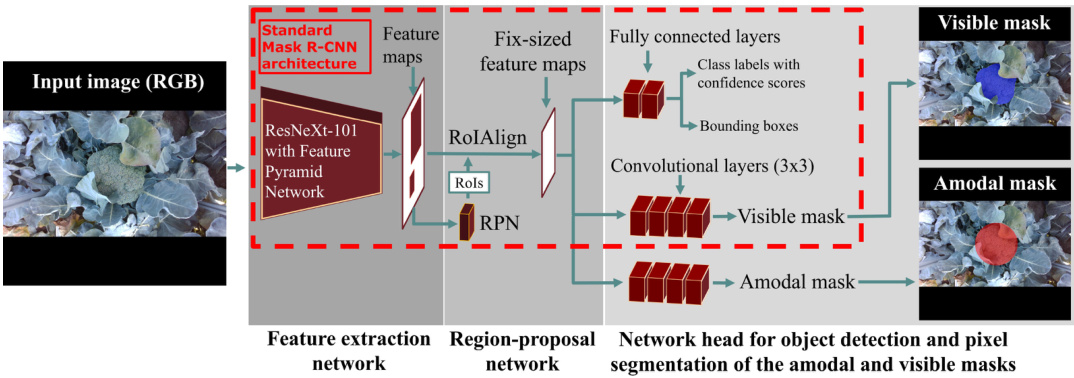 Input image (RGB)
Standard
Mask R-CNN
architecture
ResNeXt-101
with Feature
Pyramid
Network
Feature
maps
RoIAlign
RoIs
RPN
Fix-sized
feature maps
Fully connected layers
Class labels with
confidence scores
Bounding boxes
Convolutional layers (3x3)
Visible mask
Amodal mask
Visible mask
Amodal mask
Feature extraction
network
Region-proposal
network
Network head for object detection and pixel
segmentation of the amodal and visible masks